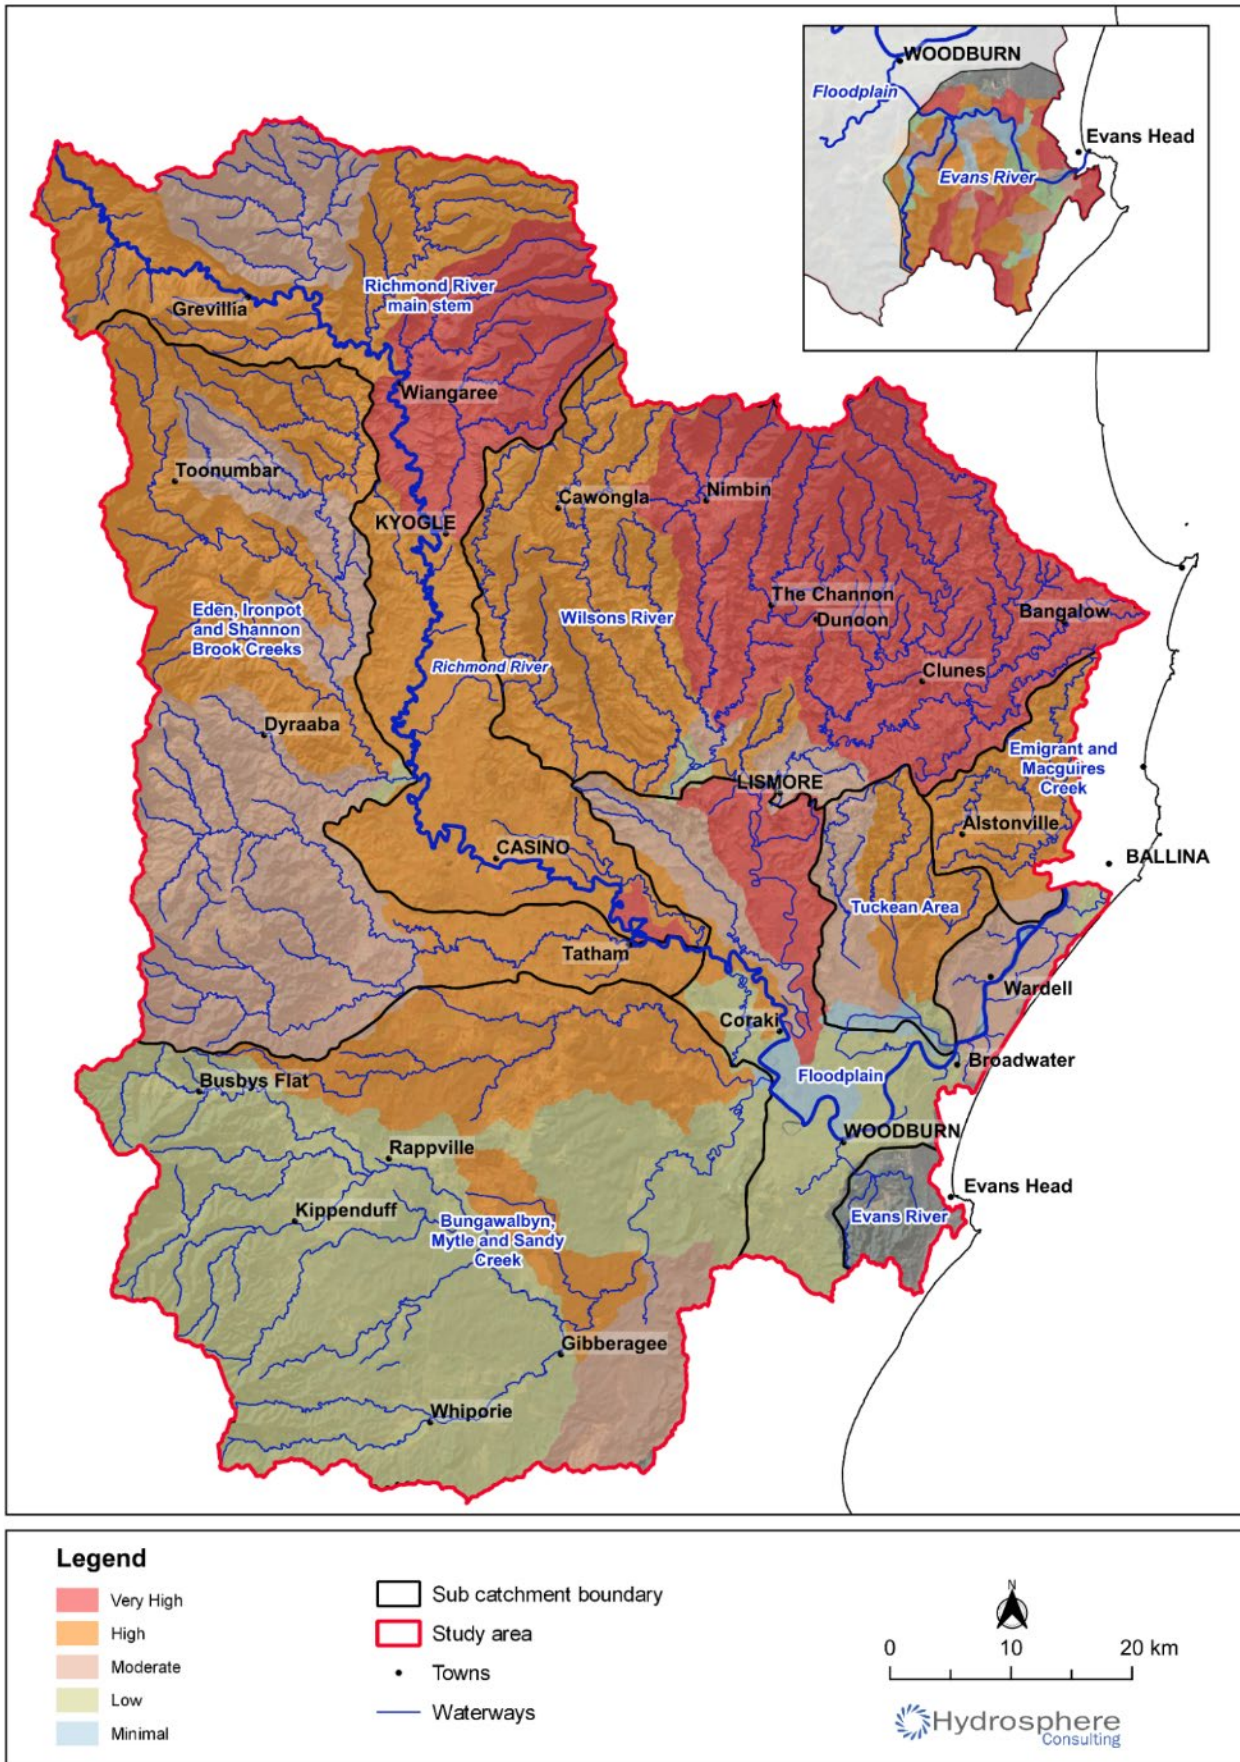 WOODBURN
Floodplain
Evans Head
Evans River
Richmond River
main stem
Grevillia
Wiangaree
Toonumbar
Cawongla
Nimbin
KYOGLE
The Channon
Dunoon
Bangalow
Eden, Ironpot
and Shannon
Brook Creeks
Wilsons River
Richmond River
Clunes
Dyraaba
Emigrant and
Macguires
Creek
LISMORE
Alstonville
CASINO
BALLINA
Tuckean Area
Tatham
Wardell
Coraki
Broadwater
Floodplain
Busbys Flat
WOODBURN
Rappville
Evans Head
Kippenduff
Evans River
Bungawalbyn,
Mytle and Sandy
Creek
Gibberagee
Whiporie
Legend
Very High
High
Moderate
Low
Minimal
Sub catchment boundary
Study area
Towns
Waterways
N
0 10 20 km
Hydrosphere
Consulting